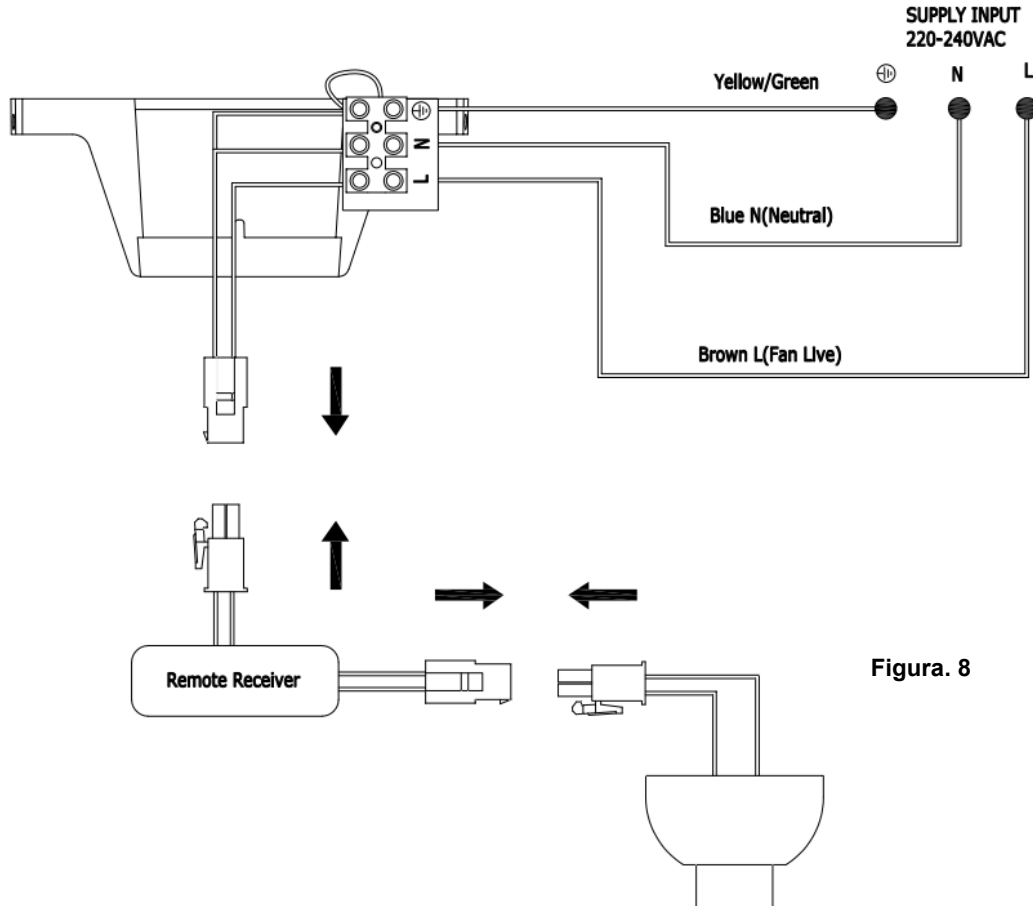 SUPPLY INPUT
220-240VAC
N
L
Yellow/Green
N
L
Blue N(Neutral)
Brown L(Fan Live)
Remote Receiver
Figura. 8